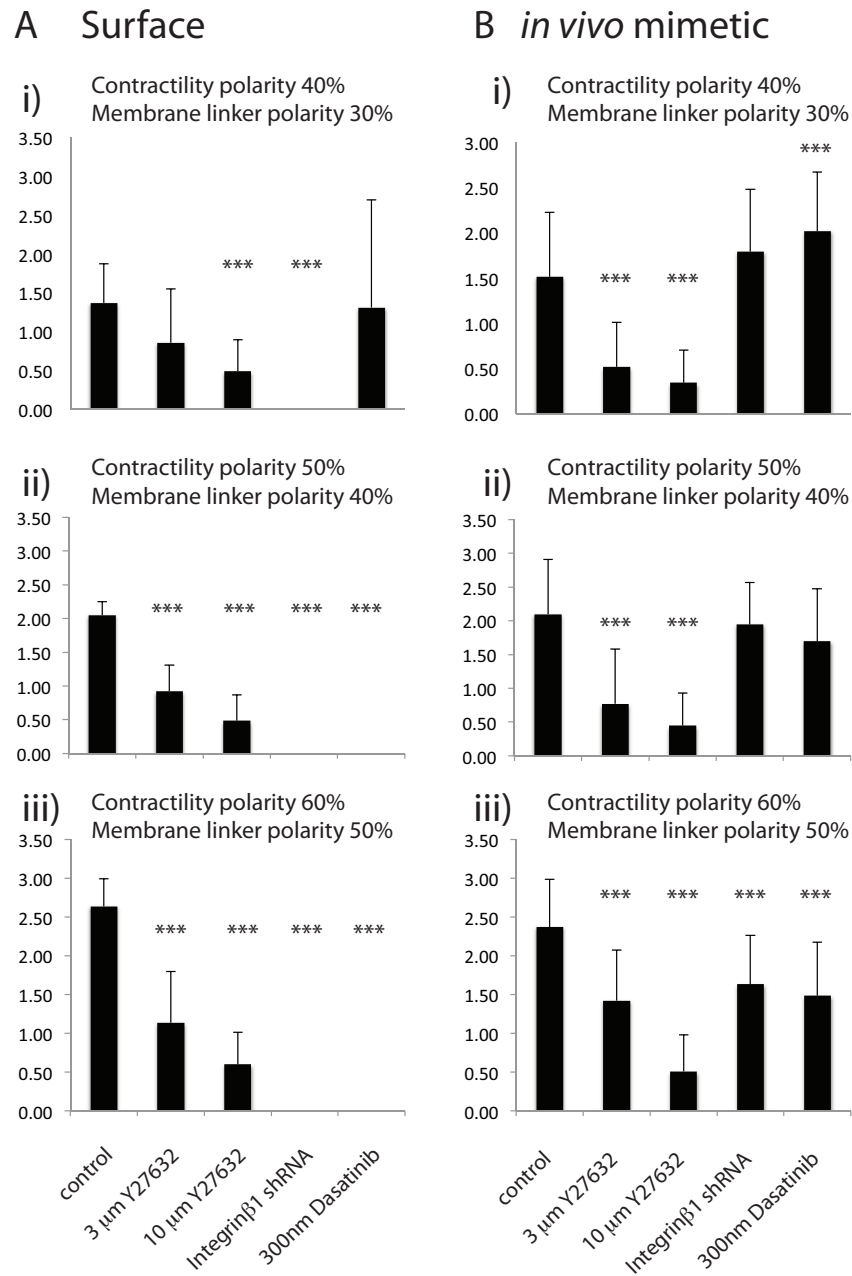 A Surface
i)
Contractility polarity 40%
Membrane linker polarity 30%
3.50
3.00
2.50
2.00
1.50
1.00
0.50
0.00
*** ***
ii)
Contractility polarity 50%
Membrane linker polarity 40%
3.50
3.00
2.50
2.00
1.50
1.00
0.50
0.00
*** *** *** ***
iii)
Contractility polarity 60%
Membrane linker polarity 50%
3.50
3.00
2.50
2.00
1.50
1.00
0.50
0.00
*** *** *** ***
control
3 μm Y27632
10 μm Y27632
Integrinβ1 shRNA
300nm Dasatinib
B in vivo mimetic
i)
Contractility polarity 40%
Membrane linker polarity 30%
3.00
2.50
2.00
1.50
1.00
0.50
0.00
*** *** ***
ii)
Contractility polarity 50%
Membrane linker polarity 40%
3.50
3.00
2.50
2.00
1.50
1.00
0.50
0.00
*** ***
iii)
Contractility polarity 60%
Membrane linker polarity 50%
3.50
3.00
2.50
2.00
1.50
1.00
0.50
0.00
*** *** *** ***
control
3 μm Y27632
10 μm Y27632
Integrinβ1 shRNA
300nm Dasatinib